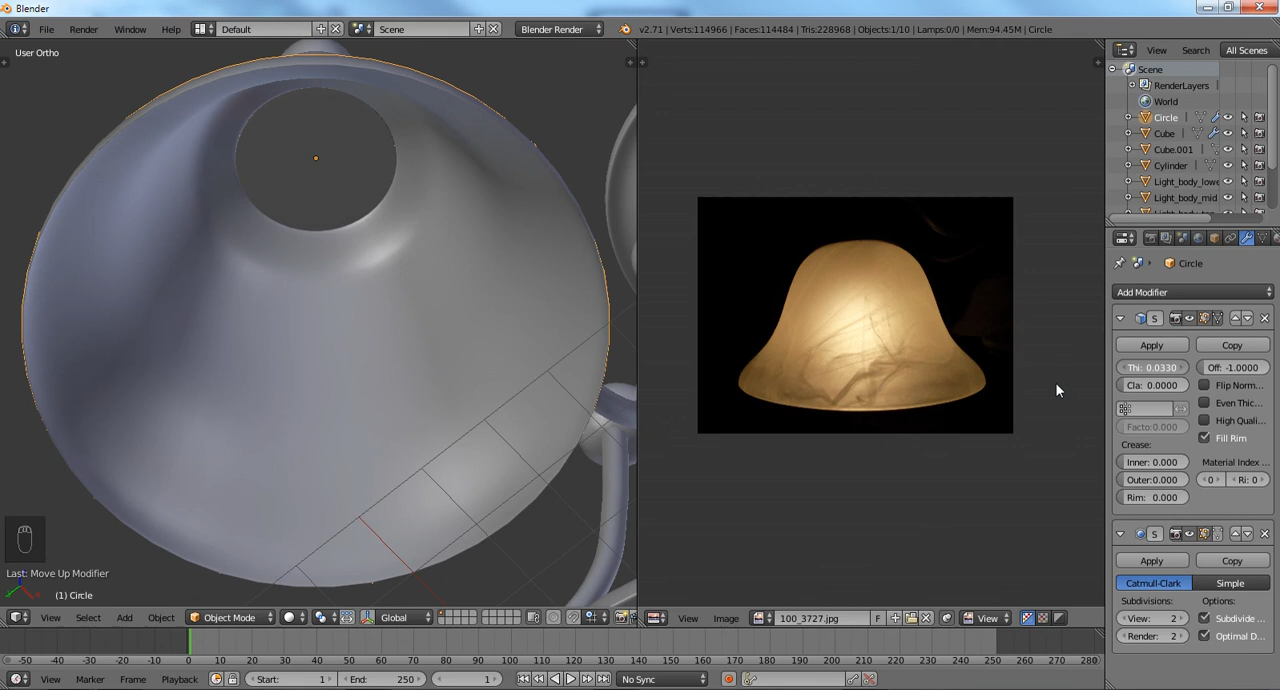 Blender
File Render Window Help Default Scene Blender Render v2.71 | Verts:114966 | Faces:114484 | Tris:228968 | Objects:1/10 | Lamps:0/0 | Mem:94.45M | Circle
User Ortho
View Search All Scenes
Scene
RenderLayers
World
Circle
Cube
Cube.001
Cylinder
Light_body_lowe
Light_body_mid
Circle
Add Modifier
S
Apply Copy
Thi: 0.0330 Off: -1.0000
Cla: 0.0000 Flip Norm...
Even Thic...
High Quali...
Facto:0.000 Fill Rim
Crease:
Inner: 0.000 Material Index ...
Outer:0.000 0 Ri: 0
Rim: 0.000
S
Apply Copy
Catmull-Clark Simple
Subdivisions: Options:
View: 2 Subdivide ...
Render: 2 Optimal D...
Last: Move Up Modifier
(1) Circle
View Select Add Object Object Mode Global
View Image 100_3727.jpg F View
-50 -40 -30 -20 -10 0 10 20 30 40 50 60 70 80 90 100 110 120 130 140 150 160 170 180 190 200 210 220 230 240 250 260 270 280
View Marker Frame Playback Start: 1 End: 250 1 No Sync